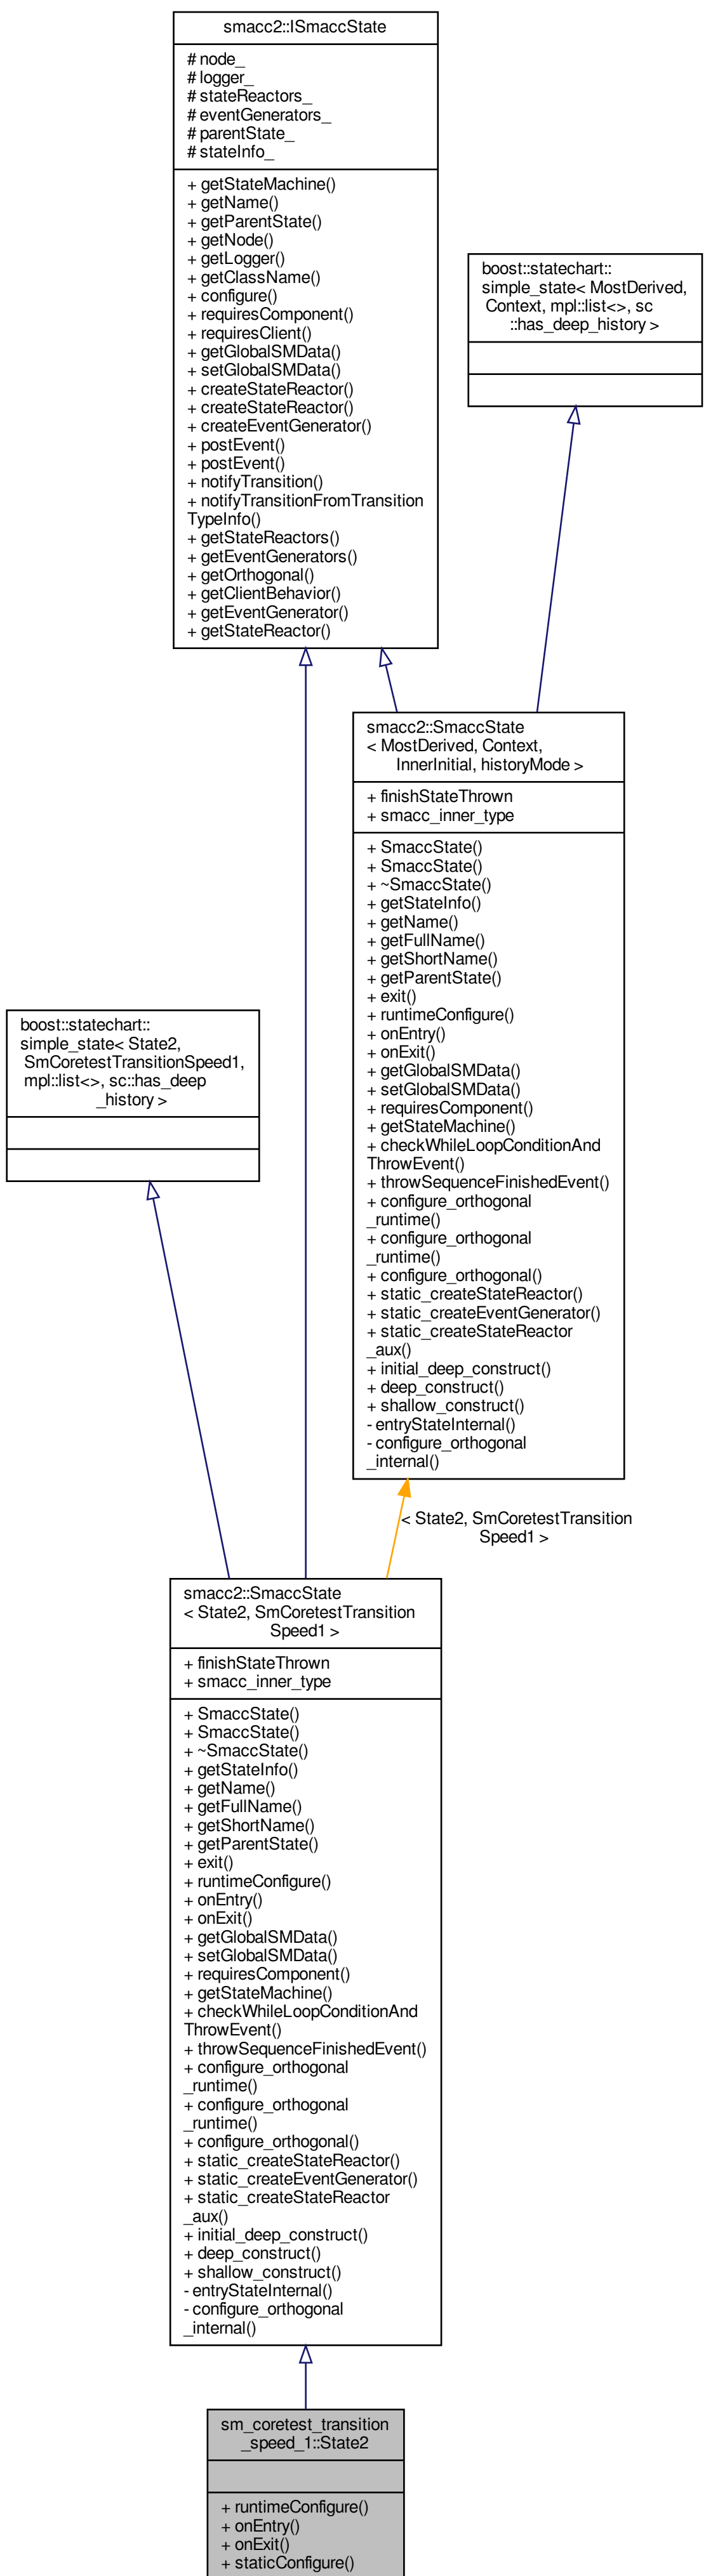 smacc2::ISmaccState
# node_
# logger_
# stateReactors_
# eventGenerators_
# parentState_
# stateInfo_
+ getStateMachine()
+ getName()
+ getParentState()
+ getNode()
+ getLogger()
+ getClassName()
+ configure()
+ requiresComponent()
+ requiresClient()
+ getGlobalSMData()
+ setGlobalSMData()
+ createStateReactor()
+ createStateReactor()
+ createEventGenerator()
+ postEvent()
+ postEvent()
+ notifyTransition()
+ notifyTransitionFromTransition
TypeInfo()
+ getStateReactors()
+ getEventGenerators()
+ getOrthogonal()
+ getClientBehavior()
+ getEventGenerator()
+ getStateReactor()
boost::statechart::
simple_state< MostDerived,
Context, mpl::list<>, sc
::has_deep_history >
smacc2::SmaccState
< MostDerived, Context,
InnerInitial, historyMode >
+ finishStateThrown
+ smacc_inner_type
+ SmaccState()
+ SmaccState()
+ ~SmaccState()
+ getStateInfo()
+ getName()
+ getFullName()
+ getShortName()
+ getParentState()
+ exit()
+ runtimeConfigure()
+ onEntry()
+ onExit()
+ getGlobalSMData()
+ setGlobalSMData()
+ requiresComponent()
+ getStateMachine()
+ checkWhileLoopConditionAnd
ThrowEvent()
+ throwSequenceFinishedEvent()
+ configure_orthogonal
_runtime()
+ configure_orthogonal
_runtime()
+ configure_orthogonal()
+ static_createStateReactor()
+ static_createEventGenerator()
+ static_createStateReactor
_aux()
+ initial_deep_construct()
+ deep_construct()
+ shallow_construct()
- entryStateInternal()
- configure_orthogonal
_internal()
boost::statechart::
simple_state< State2,
SmCoretestTransitionSpeed1,
mpl::list<>, sc::has_deep
_history >
< State2, SmCoretestTransition
Speed1 >
smacc2::SmaccState
< State2, SmCoretestTransition
Speed1 >
+ finishStateThrown
+ smacc_inner_type
+ SmaccState()
+ SmaccState()
+ ~SmaccState()
+ getStateInfo()
+ getName()
+ getFullName()
+ getShortName()
+ getParentState()
+ exit()
+ runtimeConfigure()
+ onEntry()
+ onExit()
+ getGlobalSMData()
+ setGlobalSMData()
+ requiresComponent()
+ getStateMachine()
+ checkWhileLoopConditionAnd
ThrowEvent()
+ throwSequenceFinishedEvent()
+ configure_orthogonal
_runtime()
+ configure_orthogonal
_runtime()
+ configure_orthogonal()
+ static_createStateReactor()
+ static_createEventGenerator()
+ static_createStateReactor
_aux()
+ initial_deep_construct()
+ deep_construct()
+ shallow_construct()
- entryStateInternal()
- configure_orthogonal
_internal()
sm_coretest_transition
_speed_1::State2
+ runtimeConfigure()
+ onEntry()
+ onExit()
+ staticConfigure()